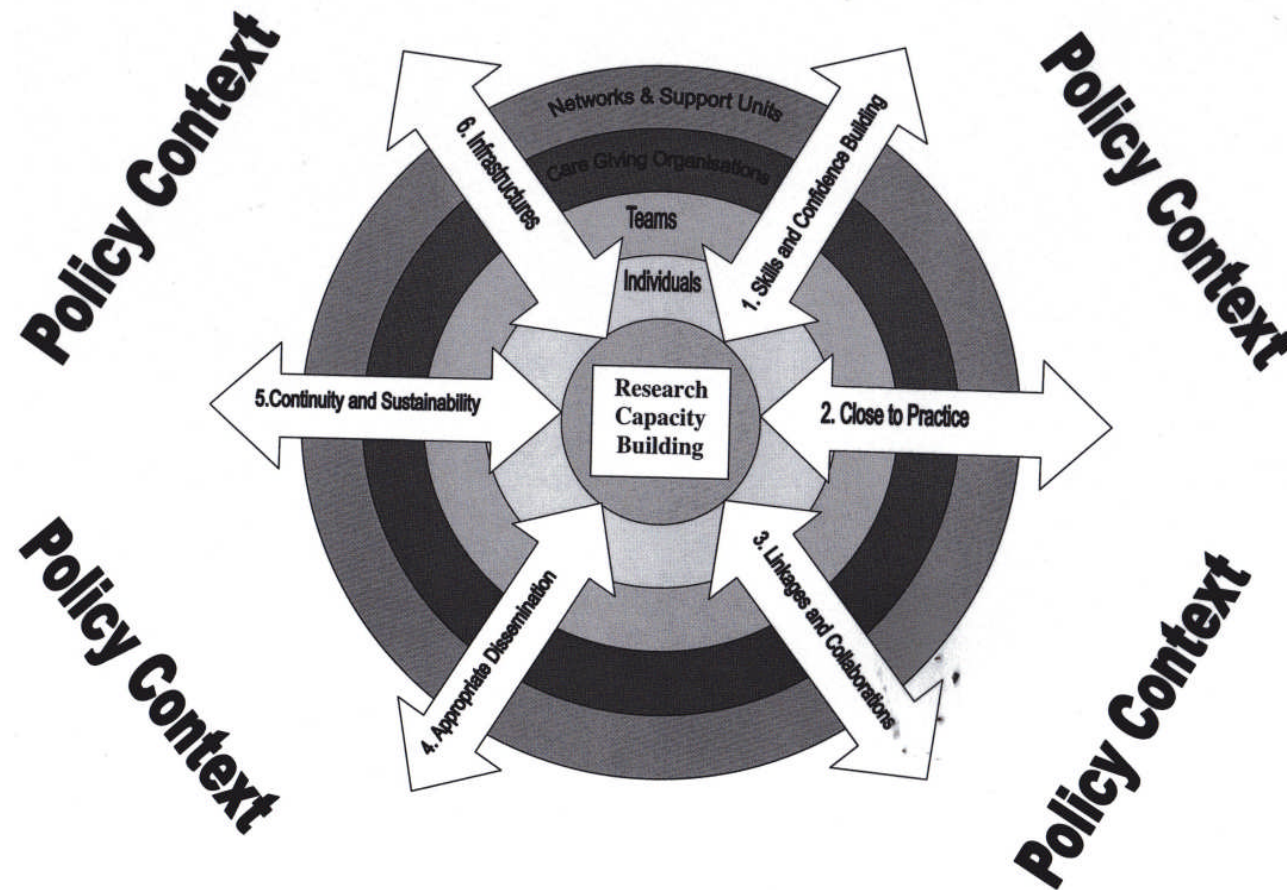 Policy Context
Policy Context
Networks & Support Units
Care Giving Organisations
Teams
Individuals
Research
Capacity
Building
1. Skills and Confidence Building
2. Close to Practice
3. Linkages and Collaborations
4. Appropriate Dissemination
5.Continuity and Sustainability
6. Infrastructures
Policy Context
Policy Context